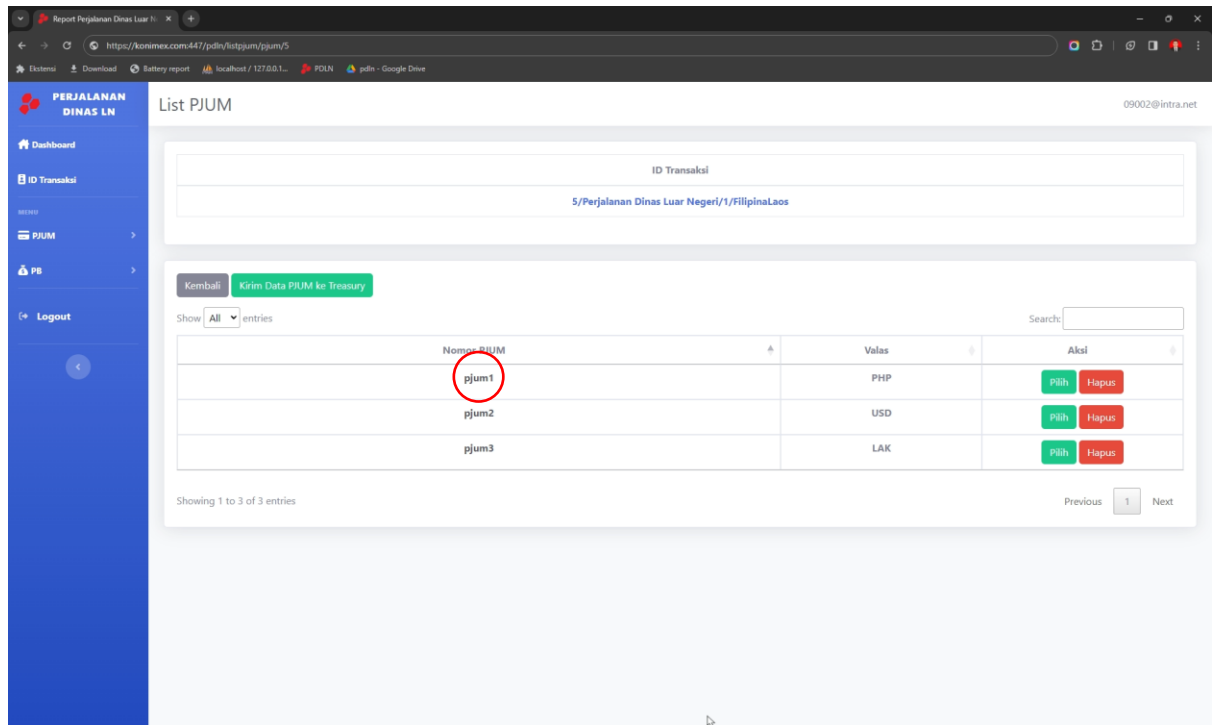 Report Perjalanan Dinas Luar N
https://konimex.com:447/pdln/listpjum/pjum/5
Ekstensi Download Battery report localhost / 127.0.0.1... PDLN pdln - Google Drive
PERJALANAN
DINAS LN
List PJUM
09002@intra.net
Dashboard
ID Transaksi
MENU
PJUM
PB
Logout
ID Transaksi
5/Perjalanan Dinas Luar Negeri/1/FilipinaLaos
Kembali Kirim Data PJUM ke Treasury
Show All entries Search:
Nomor PJUM Valas Aksi
pjum1 PHP Pilih Hapus
pjum2 USD Pilih Hapus
pjum3 LAK Pilih Hapus
Showing 1 to 3 of 3 entries Previous 1 Next